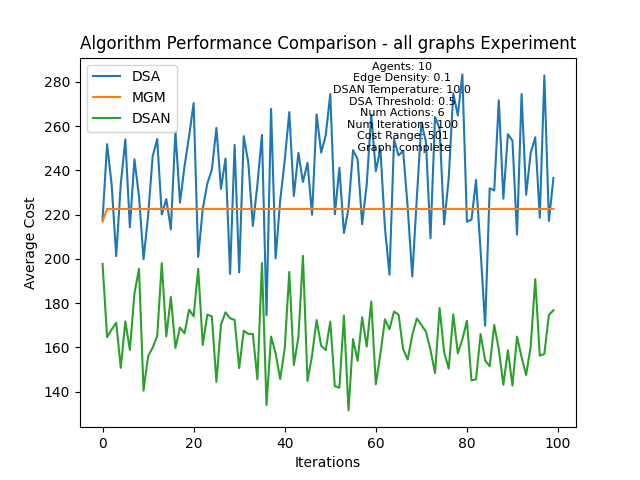 Algorithm Performance Comparison - all graphs Experiment
DSA
MGM
DSAN
Agents: 10
Edge Density: 0.1
DSAN Temperature: 10.0
DSA Threshold: 0.5
Num Actions: 6
Num Iterations: 100
Cost Range: 501
Graph: complete
Average Cost
280
260
240
220
200
180
160
140
0
20
40
60
80
100
Iterations